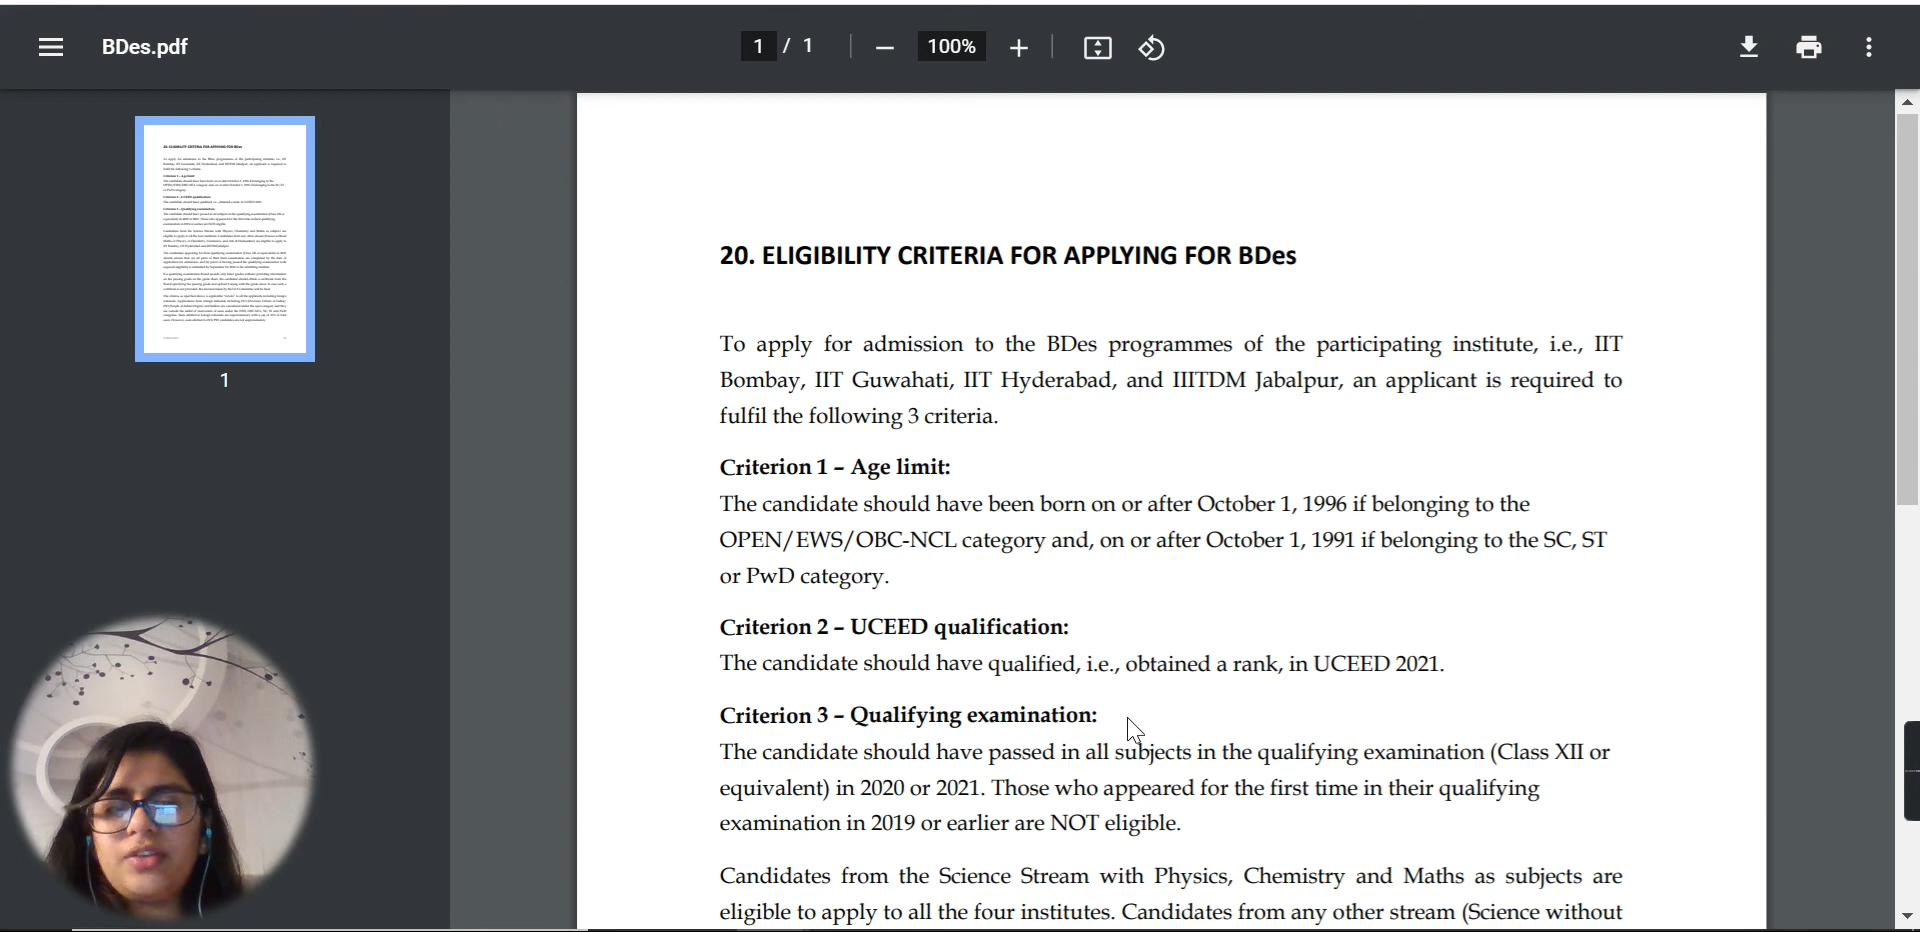 BDes.pdf
1 / 1
100%
1
20. ELIGIBILITY CRITERIA FOR APPLYING FOR BDes
To apply for admission to the BDes programmes of the participating institute, i.e., IIT
Bombay, IIT Guwahati, IIT Hyderabad, and IIITDM Jabalpur, an applicant is required to
fulfil the following 3 criteria.
Criterion 1 – Age limit:
The candidate should have been born on or after October 1, 1996 if belonging to the
OPEN/EWS/OBC-NCL category and, on or after October 1, 1991 if belonging to the SC, ST
or PwD category.
Criterion 2 – UCEED qualification:
The candidate should have qualified, i.e., obtained a rank, in UCEED 2021.
Criterion 3 – Qualifying examination:
The candidate should have passed in all subjects in the qualifying examination (Class XII or
equivalent) in 2020 or 2021. Those who appeared for the first time in their qualifying
examination in 2019 or earlier are NOT eligible.
Candidates from the Science Stream with Physics, Chemistry and Maths as subjects are
eligible to apply to all the four institutes. Candidates from any other stream (Science without